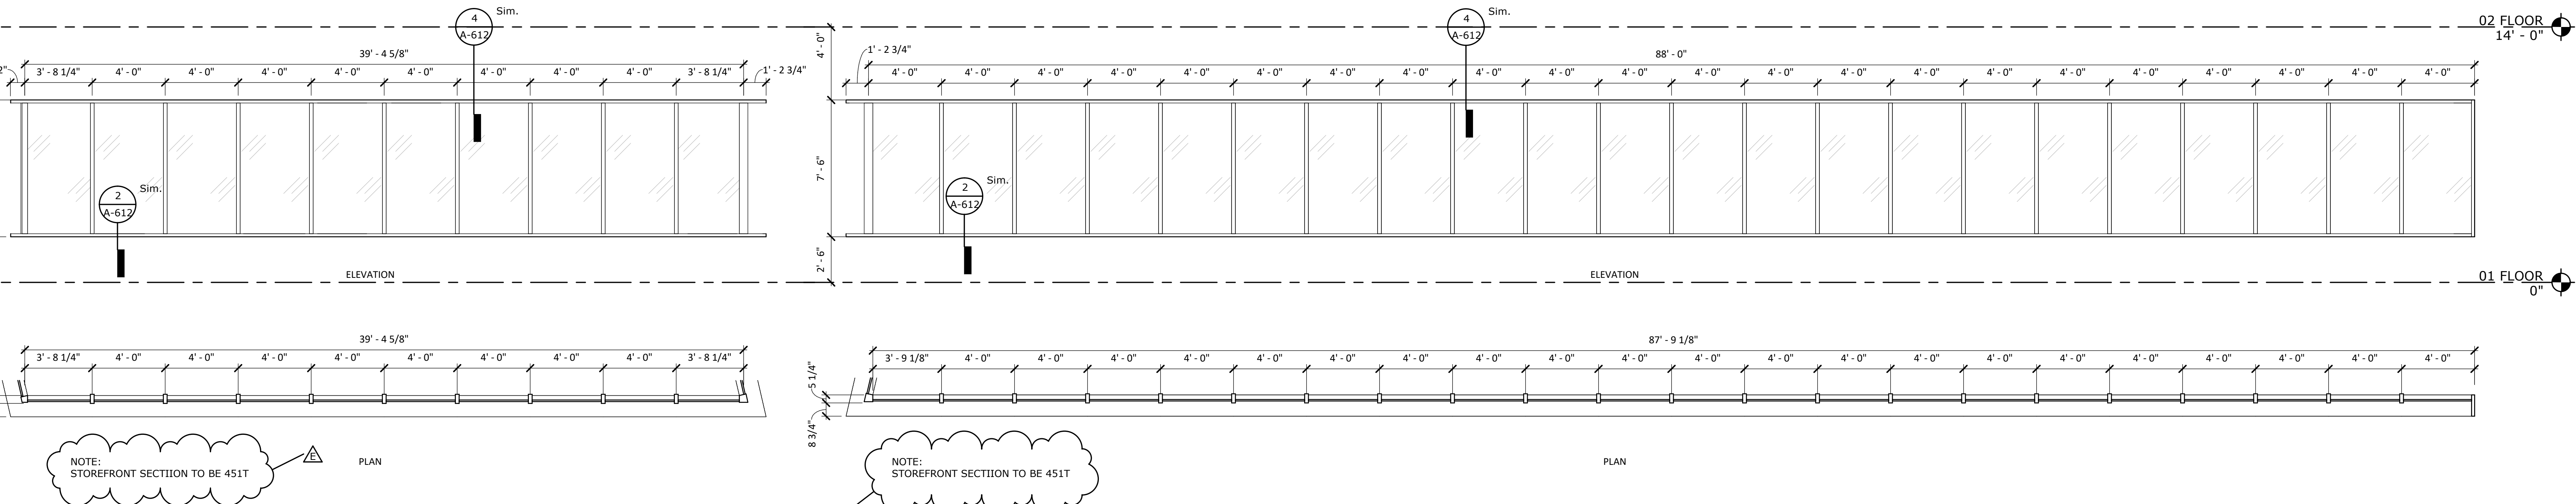 4
A-612
Sim.
4
A-612
Sim.
02 FLOOR
14' - 0"
39' - 4 5/8"
4' - 0"
1' - 2 3/4"
88' - 0"
2"
3' - 8 1/4" 4' - 0" 4' - 0" 4' - 0" 4' - 0" 4' - 0" 4' - 0" 4' - 0" 4' - 0" 3' - 8 1/4"
1' - 2 3/4"
4' - 0" 4' - 0" 4' - 0" 4' - 0" 4' - 0" 4' - 0" 4' - 0" 4' - 0" 4' - 0" 4' - 0" 4' - 0" 4' - 0" 4' - 0" 4' - 0" 4' - 0" 4' - 0" 4' - 0" 4' - 0" 4' - 0" 4' - 0" 4' - 0" 4' - 0"
7' - 6"
2
A-612
Sim.
2
A-612
Sim.
2' - 6"
ELEVATION
ELEVATION
01 FLOOR
0"
39' - 4 5/8"
3' - 8 1/4" 4' - 0" 4' - 0" 4' - 0" 4' - 0" 4' - 0" 4' - 0" 4' - 0" 4' - 0" 3' - 8 1/4"
87' - 9 1/8"
3' - 9 1/8" 4' - 0" 4' - 0" 4' - 0" 4' - 0" 4' - 0" 4' - 0" 4' - 0" 4' - 0" 4' - 0" 4' - 0" 4' - 0" 4' - 0" 4' - 0" 4' - 0" 4' - 0" 4' - 0" 4' - 0" 4' - 0" 4' - 0" 4' - 0" 4' - 0"
5 1/4"
8 3/4"
NOTE:
STOREFRONT SECTIION TO BE 451T
E
PLAN
NOTE:
STOREFRONT SECTIION TO BE 451T
PLAN